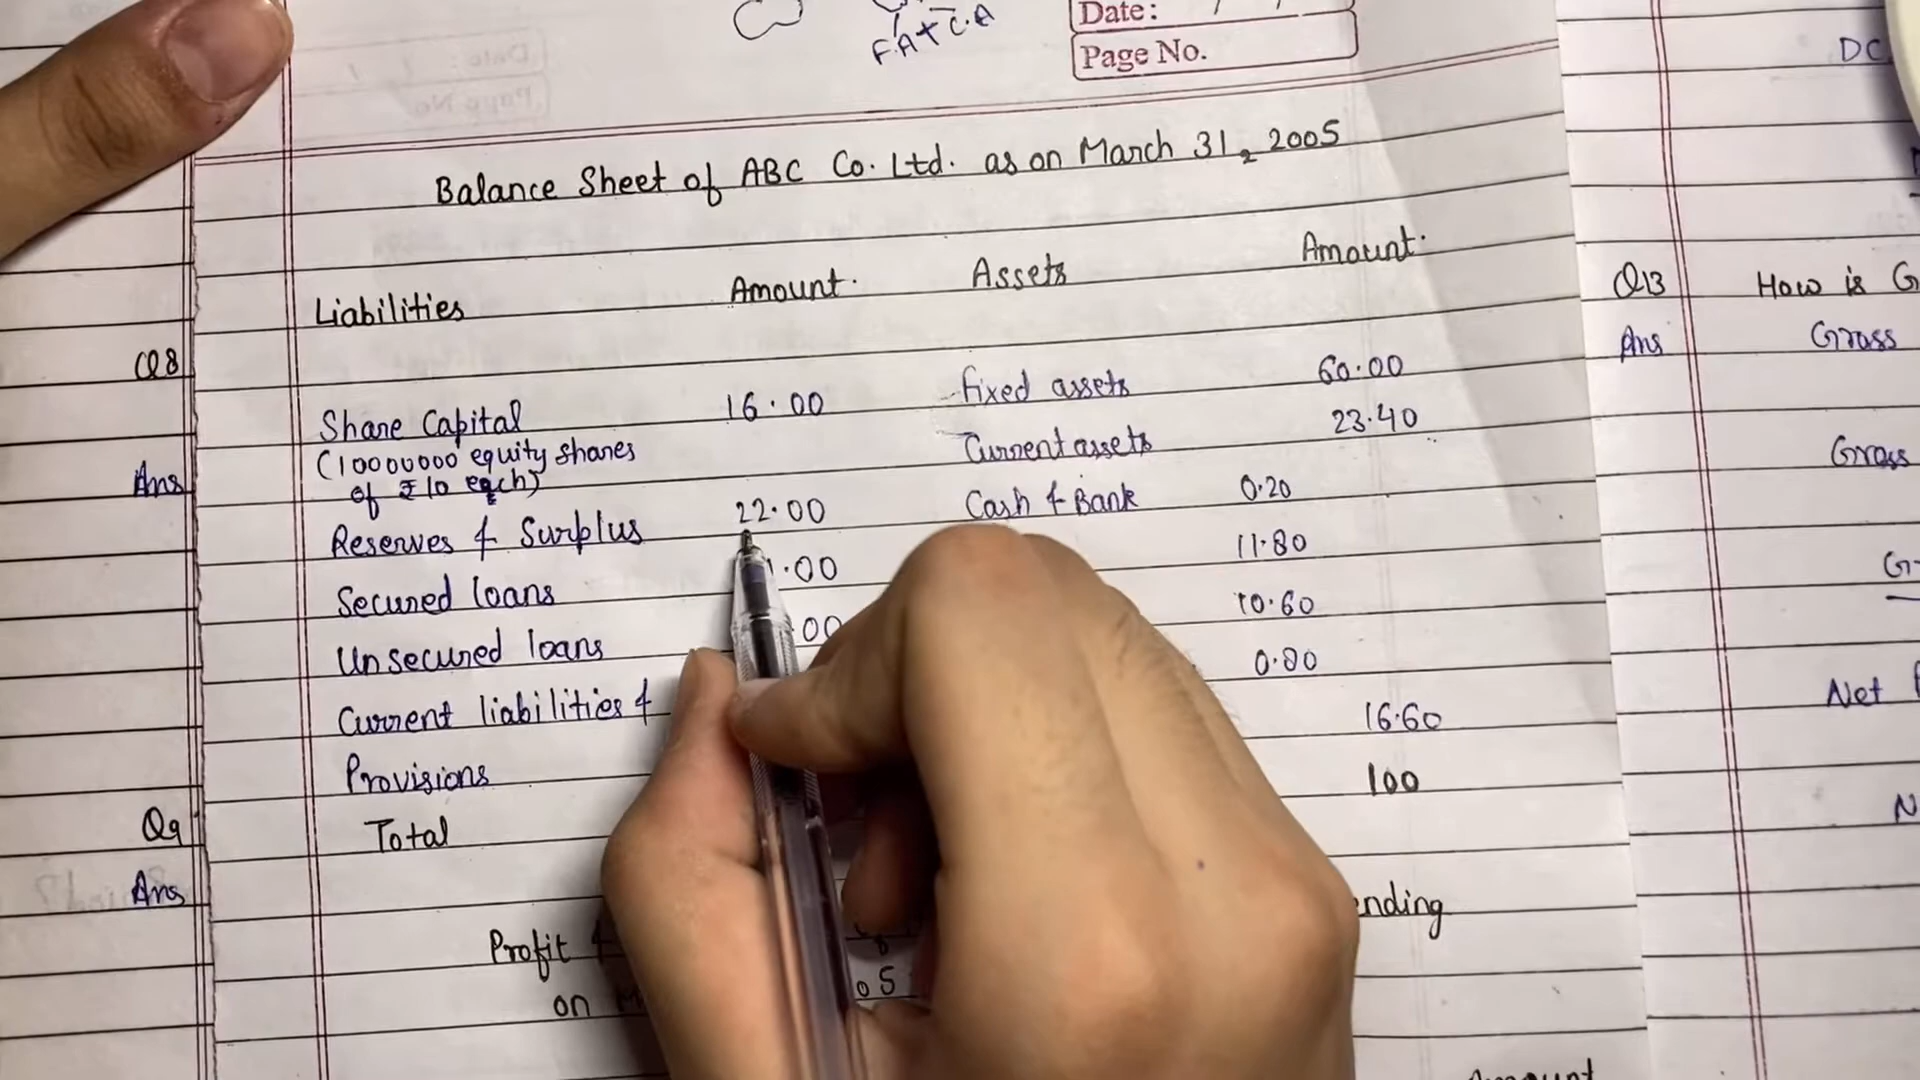 F.A + C.A
Date: / /
Page No.
DC
Balance Sheet of ABC Co. Ltd. as on March 31, 2005
Liabilities Amount. Assets Amount.
Q8
Q13 How is G
Ans Gross
Share Capital 16.00 Fixed assets 60.00
(10000000 equity shares Current assets 23.40
Ans of ₹10 each) Gross
Reserves & Surplus 22.00 Cash & Bank 0.20
Secured loans .00 11.80
Unsecured loans .00 10.60
Current liabilities & 0.80
Provisions 16.60
Net
Total 100
Q9
Ans
Profit & ending
on 05
Amount